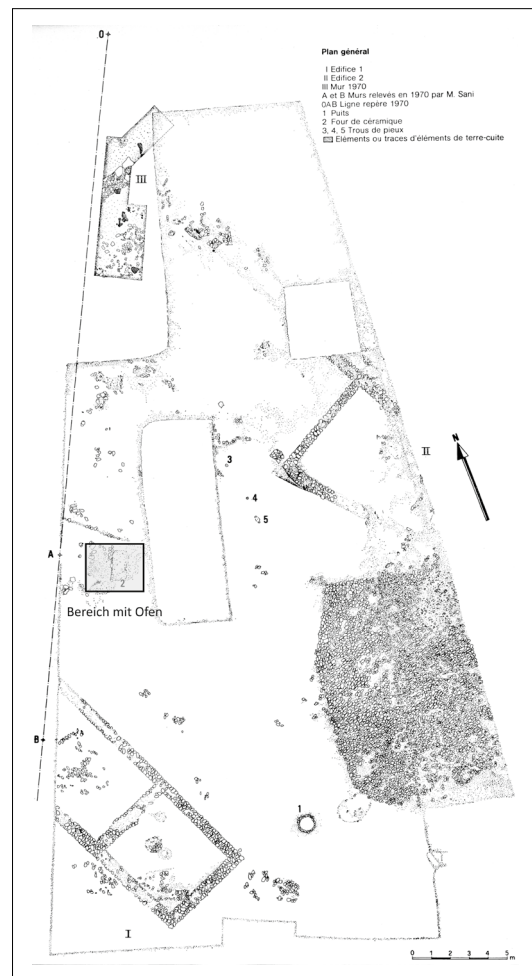 Plan général
I Edifice 1
II Edifice 2
III Mur 1970
A et B Murs relevés en 1970 par M. Sani
0AB Ligne repère 1970
1 Puits
2 Four de céramique
3, 4, 5 Trous de pieux
Eléments ou traces d'éléments de terre-cuite
0
III
3
II
N
4
5
A
2
Bereich mit Ofen
B
1
I
0 1 2 3 4 5 m